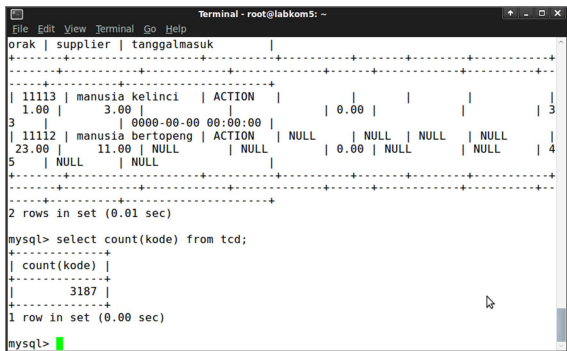 Terminal - root@labkom5: ~
File Edit View Terminal Go Help
orak | supplier | tanggalmasuk        |
+-------+-------------------+----------+----------+-------+-------+-----------+
------+-----------+------------+-------------+------+------------+----------+--
-----+----------+---------------------+
| 11113 | manusia kelinci   | ACTION   |          |       |        |           |
  1.00 |      3.00 |            |             | 0.00 |            |          | 3
3     |          | 0000-00-00 00:00:00 |
| 11112 | manusia bertopeng | ACTION   | NULL     | NULL  | NULL   | NULL      |
 23.00 |     11.00 | NULL       | NULL        | 0.00 | NULL       | NULL     | 4
5     | NULL     | NULL                |
+-------+-------------------+----------+----------+-------+-------+-----------+
------+-----------+------------+-------------+------+------------+----------+--
-----+----------+---------------------+
2 rows in set (0.01 sec)
mysql> select count(kode) from tcd;
+-------------+
| count(kode) |
+-------------+
|        3187 |
+-------------+
1 row in set (0.00 sec)
mysql>